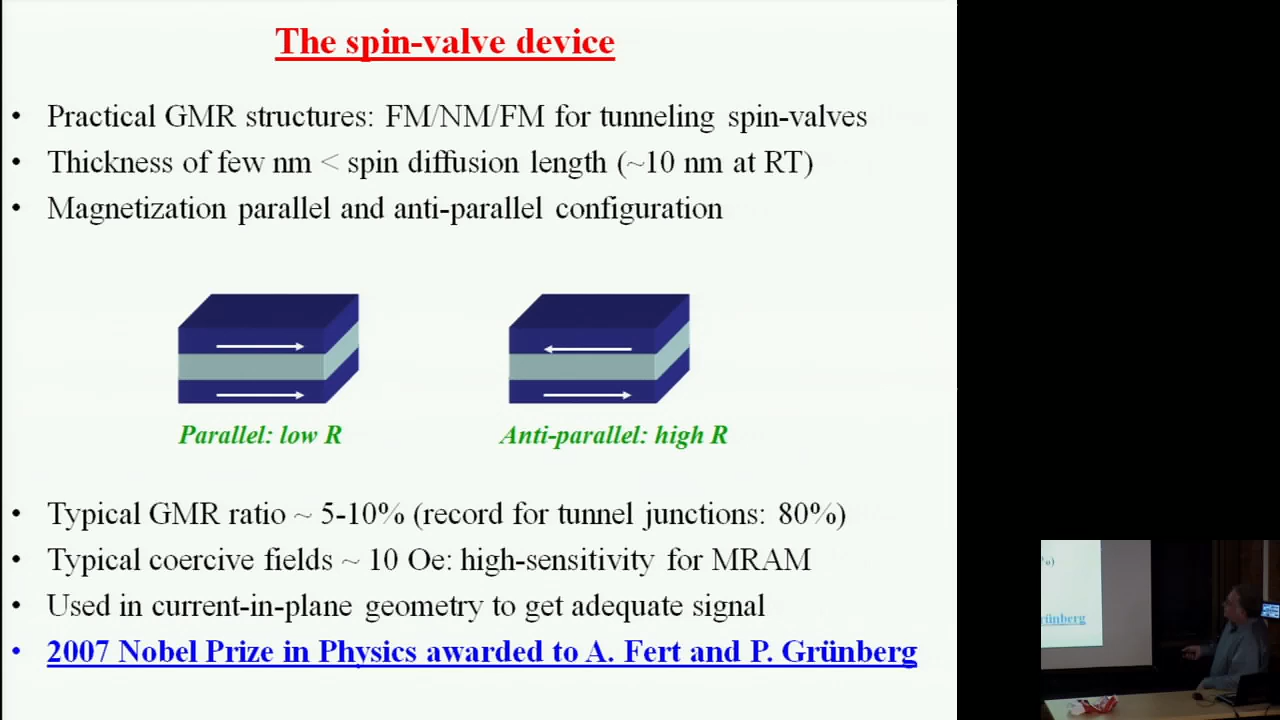 The spin-valve device
• Practical GMR structures: FM/NM/FM for tunneling spin-valves
• Thickness of few nm < spin diffusion length (~10 nm at RT)
• Magnetization parallel and anti-parallel configuration
Parallel: low R
Anti-parallel: high R
• Typical GMR ratio ~ 5-10% (record for tunnel junctions: 80%)
• Typical coercive fields ~ 10 Oe: high-sensitivity for MRAM
• Used in current-in-plane geometry to get adequate signal
• 2007 Nobel Prize in Physics awarded to A. Fert and P. Grünberg
%)
rünberg